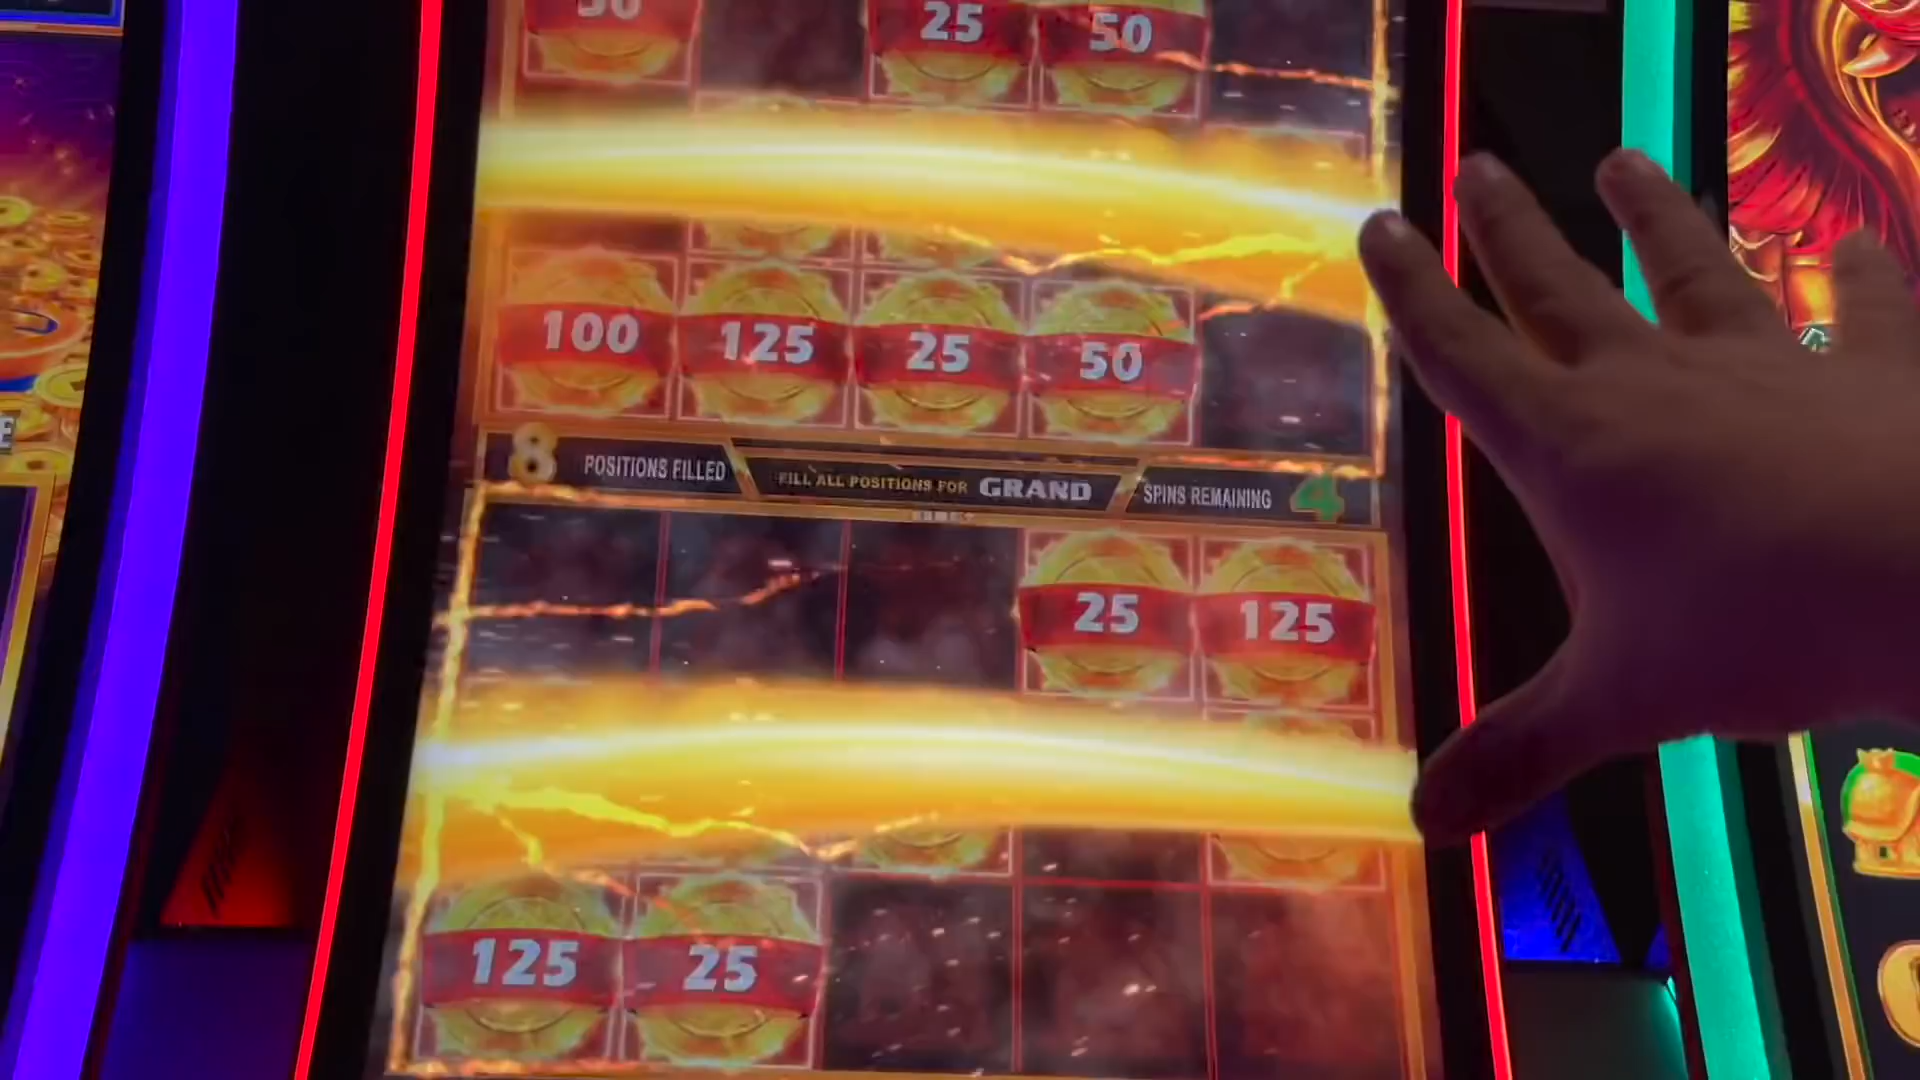 50 25 50
100 125 25 50
8 POSITIONS FILLED FILL ALL POSITIONS FOR GRAND SPINS REMAINING 4
25 125
125 25
E